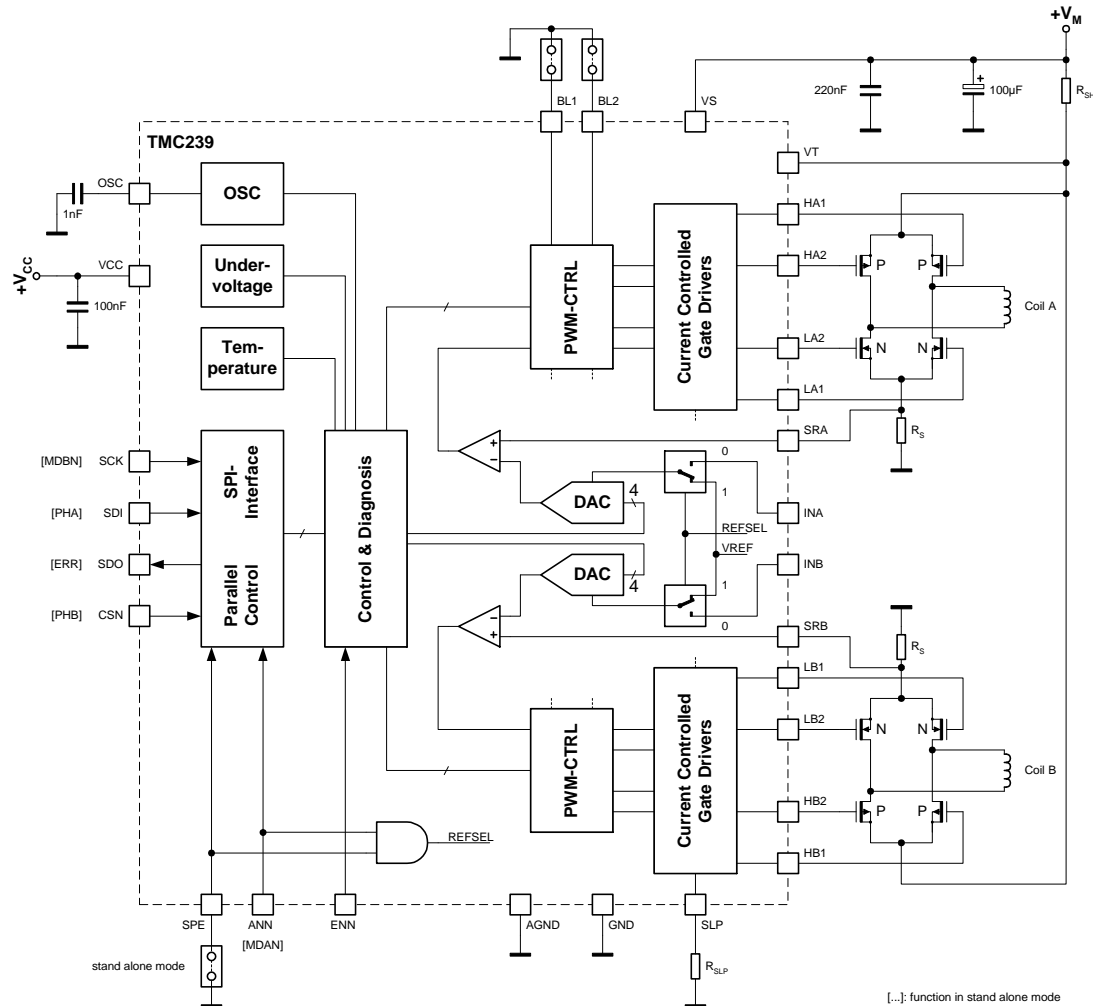 +VM
220nF
+
100µF
RSH
BL1
BL2
VS
TMC239
VT
OSC
OSC
1nF
HA1
HA2
P
P
Coil A
+VCC
VCC
100nF
Under-
voltage
Tem-
perature
PWM-CTRL
Current Controlled
Gate Drivers
LA2
N
N
LA1
SRA
RS
[MDBN] SCK
[PHA] SDI
[ERR] SDO
[PHB] CSN
SPI-
Interface
Parallel
Control
Control & Diagnosis
+
−
DAC
4
0
1
INA
REFSEL
VREF
INB
DAC
4
1
0
−
+
SRB
RS
LB1
LB2
N
N
Coil B
PWM-CTRL
Current Controlled
Gate Drivers
HB2
P
P
HB1
REFSEL
SPE
ANN
[MDAN]
ENN
AGND
GND
SLP
stand alone mode
RSLP
[...]: function in stand alone mode